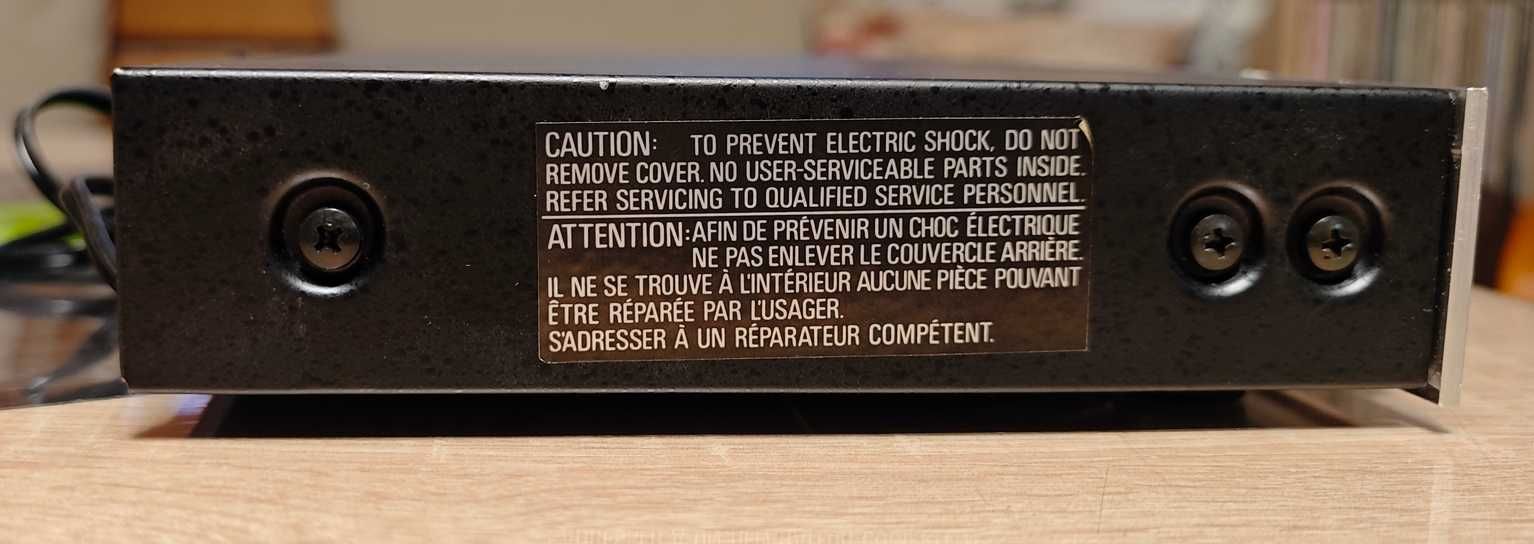 CAUTION: TO PREVENT ELECTRIC SHOCK, DO NOT
REMOVE COVER. NO USER-SERVICEABLE PARTS INSIDE.
REFER SERVICING TO QUALIFIED SERVICE PERSONNEL.
ATTENTION: AFIN DE PRÉVENIR UN CHOC ÉLECTRIQUE
NE PAS ENLEVER LE COUVERCLE ARRIÈRE.
IL NE SE TROUVE À L'INTÉRIEUR AUCUNE PIÈCE POUVANT
ÊTRE RÉPARÉE PAR L'USAGER.
S'ADRESSER À UN RÉPARATEUR COMPÉTENT.